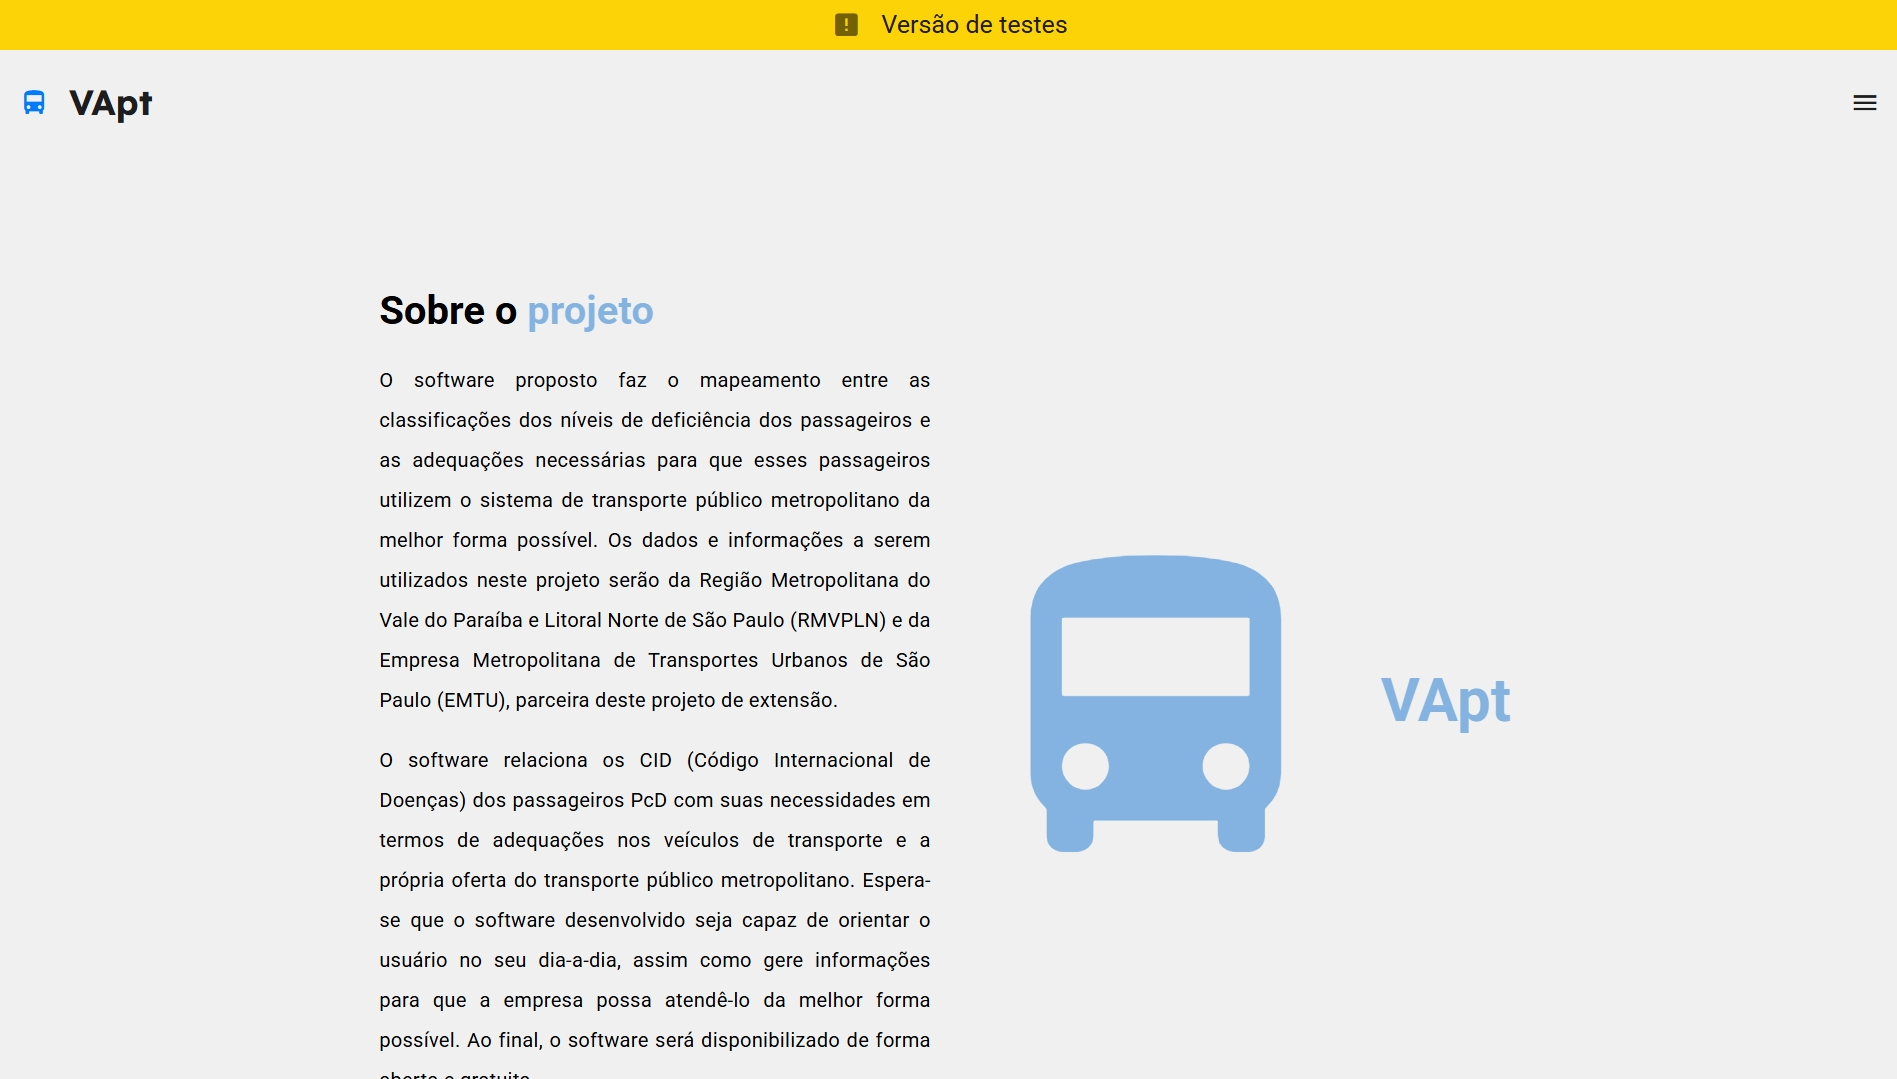 Versão de testes
VApt
Sobre o projeto
O software proposto faz o mapeamento entre as
classificações dos níveis de deficiência dos passageiros e
as adequações necessárias para que esses passageiros
utilizem o sistema de transporte público metropolitano da
melhor forma possível. Os dados e informações a serem
utilizados neste projeto serão da Região Metropolitana do
Vale do Paraíba e Litoral Norte de São Paulo (RMVPLN) e da
Empresa Metropolitana de Transportes Urbanos de São
Paulo (EMTU), parceira deste projeto de extensão.
O software relaciona os CID (Código Internacional de
Doenças) dos passageiros PcD com suas necessidades em
termos de adequações nos veículos de transporte e a
própria oferta do transporte público metropolitano. Espera-
se que o software desenvolvido seja capaz de orientar o
usuário no seu dia-a-dia, assim como gere informações
para que a empresa possa atendê-lo da melhor forma
possível. Ao final, o software será disponibilizado de forma
aberta e gratuita.
VApt